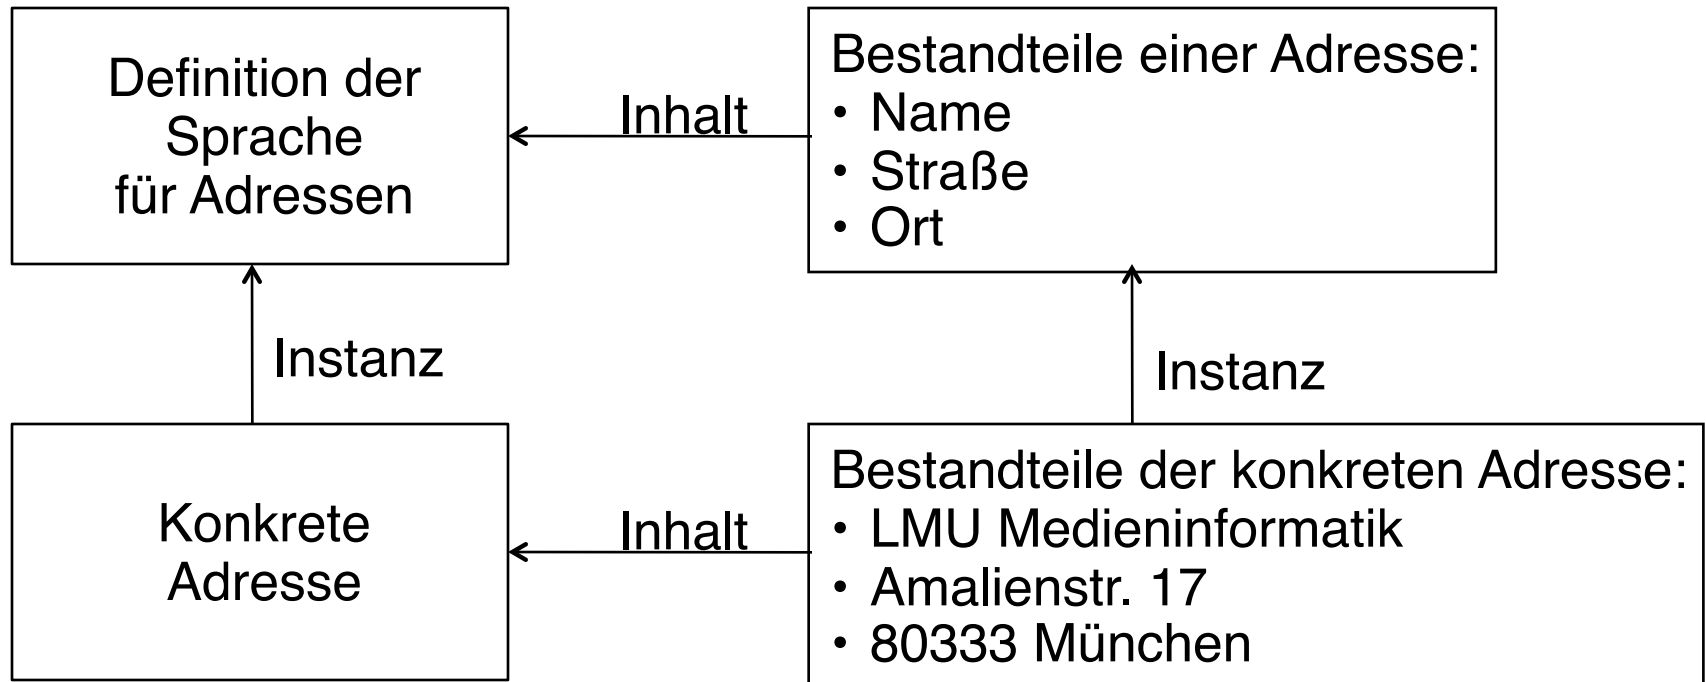 Definition der
Sprache
für Adressen
Inhalt
Bestandteile einer Adresse:
• Name
• Straße
• Ort
Instanz
Instanz
Konkrete
Adresse
Inhalt
Bestandteile der konkreten Adresse:
• LMU Medieninformatik
• Amalienstr. 17
• 80333 München